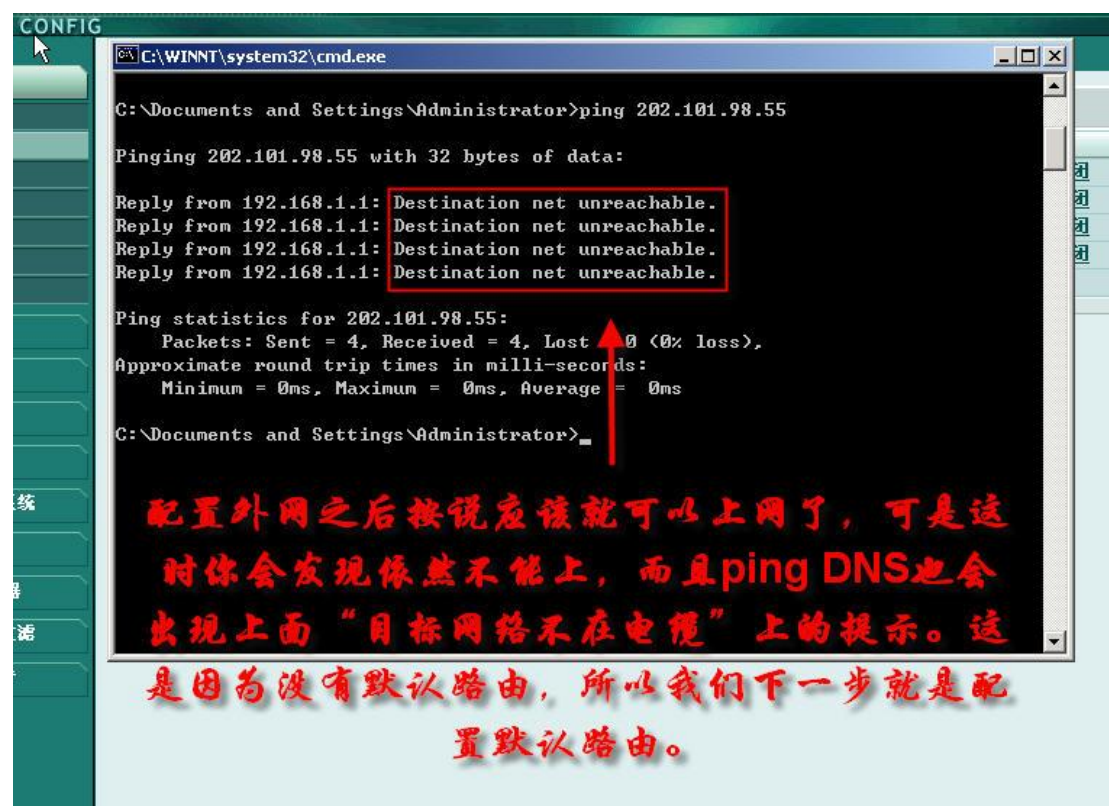 CONFIG
C:\WINNT\system32\cmd.exe
C:\Documents and Settings\Administrator>ping 202.101.98.55
Pinging 202.101.98.55 with 32 bytes of data:
Reply from 192.168.1.1: Destination net unreachable.
Reply from 192.168.1.1: Destination net unreachable.
Reply from 192.168.1.1: Destination net unreachable.
Reply from 192.168.1.1: Destination net unreachable.
Ping statistics for 202.101.98.55:
Packets: Sent = 4, Received = 4, Lost 0 (0% loss),
Approximate round trip times in milli-seconds:
Minimum = 0ms, Maximum = 0ms, Average = 0ms
C:\Documents and Settings\Administrator>
统
滤
配置外网之后按说应该就可以上网了，可是这
时你会发现依然不能上，而且ping DNS也会
出现上面“目标网络不在电缆”上的提示。这
是因为没有默认路由，所以我们下一步就是配
置默认路由。